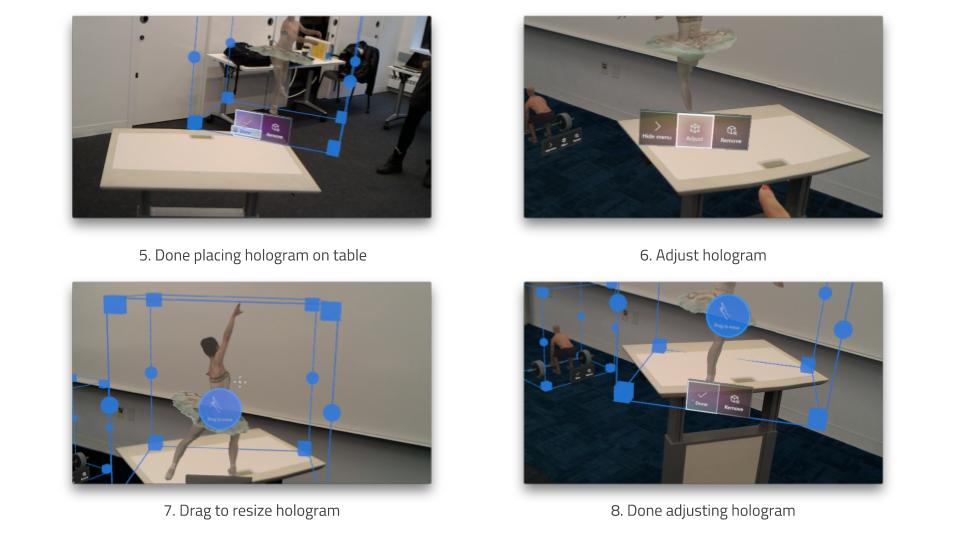 Done
Remove
Hide menu
Adjust
Remove
5. Done placing hologram on table
6. Adjust hologram
Drag to move
Drag to move
Done
Remove
7. Drag to resize hologram
8. Done adjusting hologram